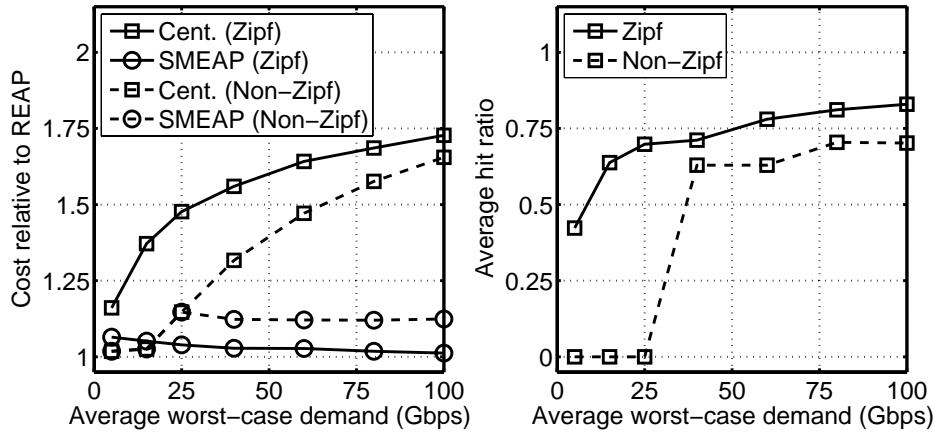 2
1.75
1.5
1.25
1
Cost relative to REAP
Cent. (Zipf)
SMEAP (Zipf)
Cent. (Non−Zipf)
SMEAP (Non−Zipf)
0 25 50 75 100
Average worst−case demand (Gbps)
1
0.75
0.5
0.25
0
Average hit ratio
Zipf
Non−Zipf
0 25 50 75 100
Average worst−case demand (Gbps)